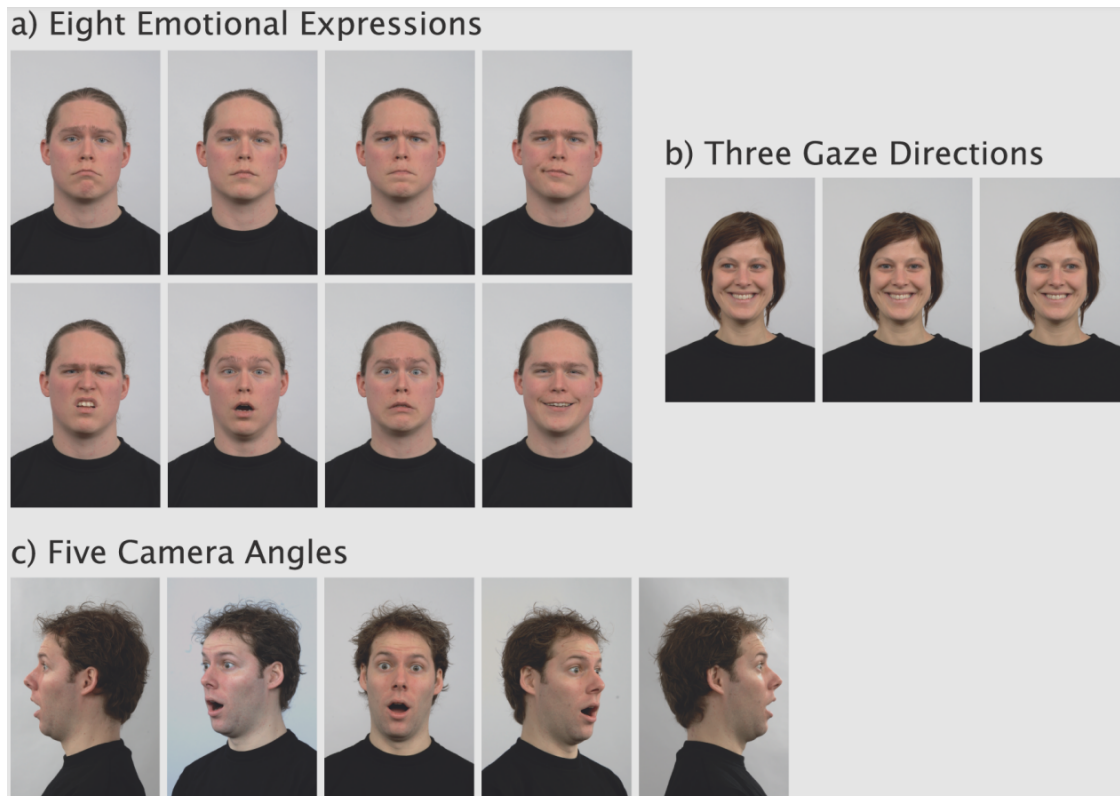 a) Eight Emotional Expressions
b) Three Gaze Directions
c) Five Camera Angles